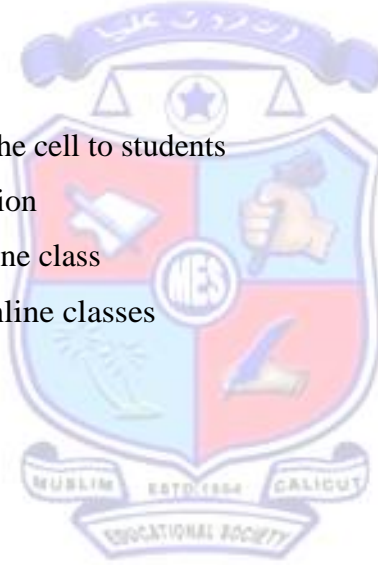 he cell to students
ion
ne class
nline classes
MES
MUSLIM ESTD.1964 CALICUT
EDUCATIONAL SOCIETY